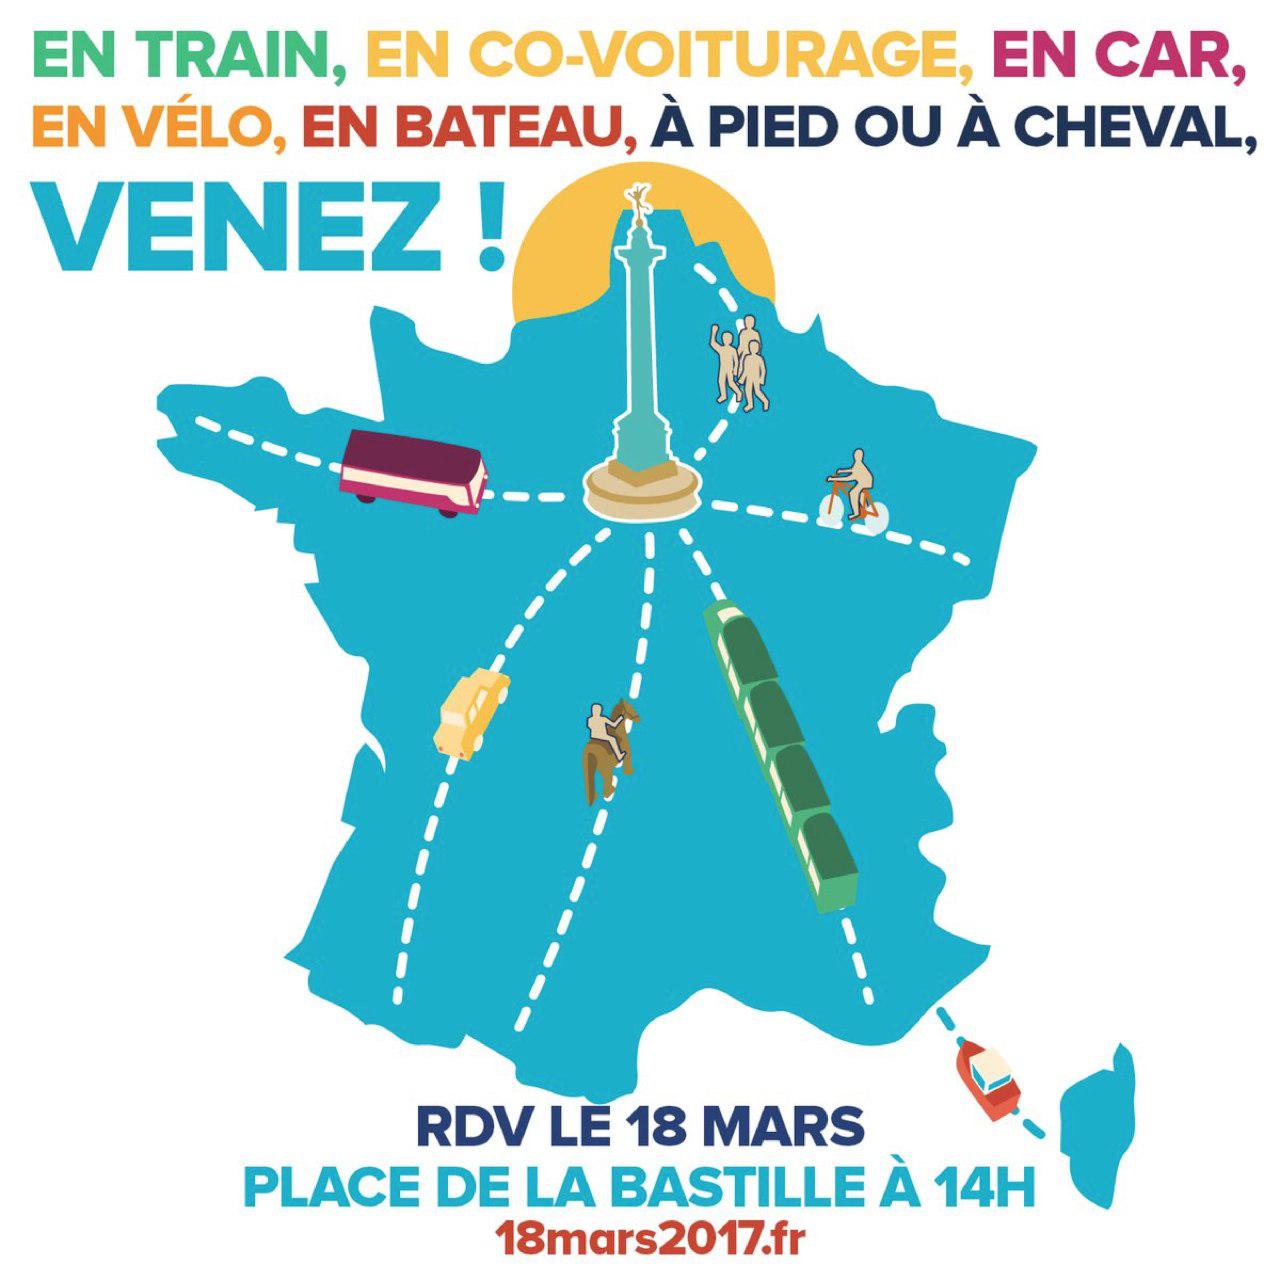 EN TRAIN, EN CO-VOITURAGE, EN CAR,
EN VÉLO, EN BATEAU, À PIED OU À CHEVAL,
VENEZ !
RDV LE 18 MARS
PLACE DE LA BASTILLE À 14H
18mars2017.fr